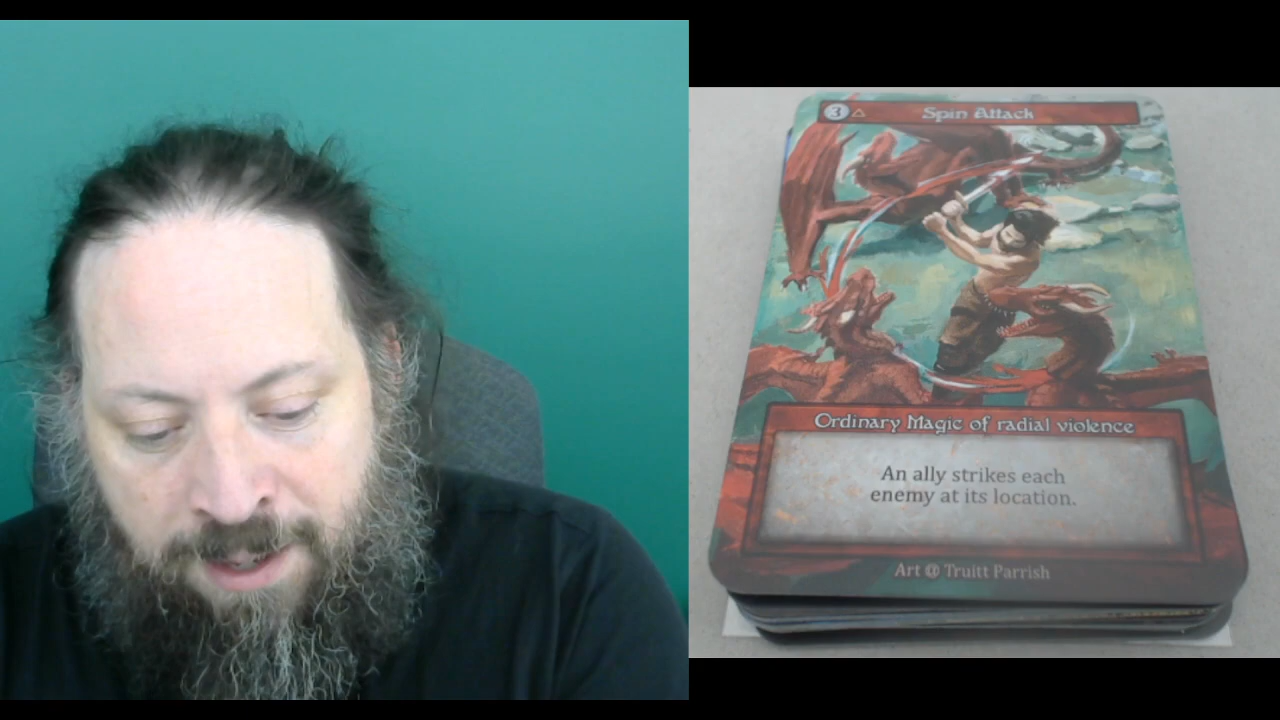 3 Spin Attack
Ordinary Magic of radial violence
An ally strikes each
enemy at its location.
Art @ Truitt Parrish